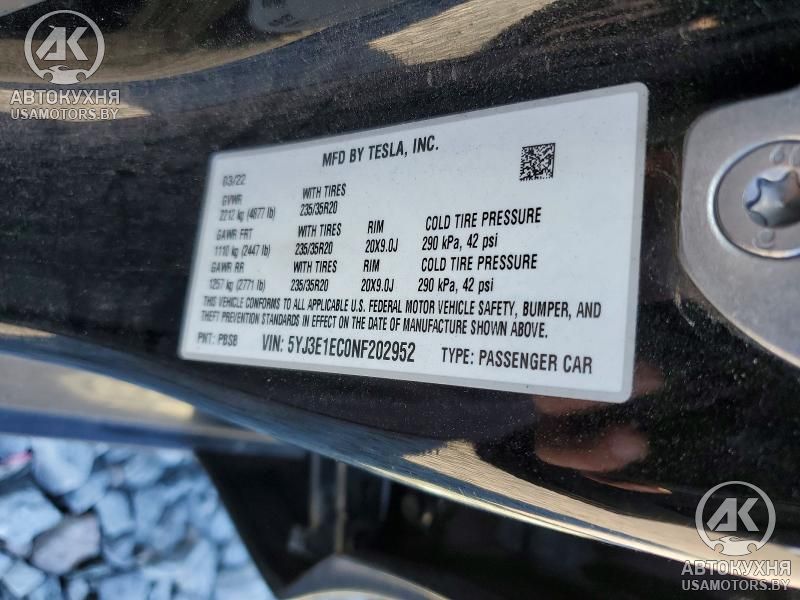 АК
АВТОКУХНЯ
USAMOTORS.BY
MFD BY TESLA, INC.
03/22
GVWR WITH TIRES
2212 kg (4877 lb) 235/35R20
GAWR FRT WITH TIRES RIM COLD TIRE PRESSURE
1110 kg (2447 lb) 235/35R20 20X9.0J 290 kPa, 42 psi
GAWR RR WITH TIRES RIM COLD TIRE PRESSURE
1257 kg (2771 lb) 235/35R20 20X9.0J 290 kPa, 42 psi
THIS VEHICLE CONFORMS TO ALL APPLICABLE U.S. FEDERAL MOTOR VEHICLE SAFETY, BUMPER, AND
THEFT PREVENTION STANDARDS IN EFFECT ON THE DATE OF MANUFACTURE SHOWN ABOVE.
PNT: PBSB VIN: 5YJ3E1EC0NF202952 TYPE: PASSENGER CAR
АК
АВТОКУХНЯ
USAMOTORS.BY